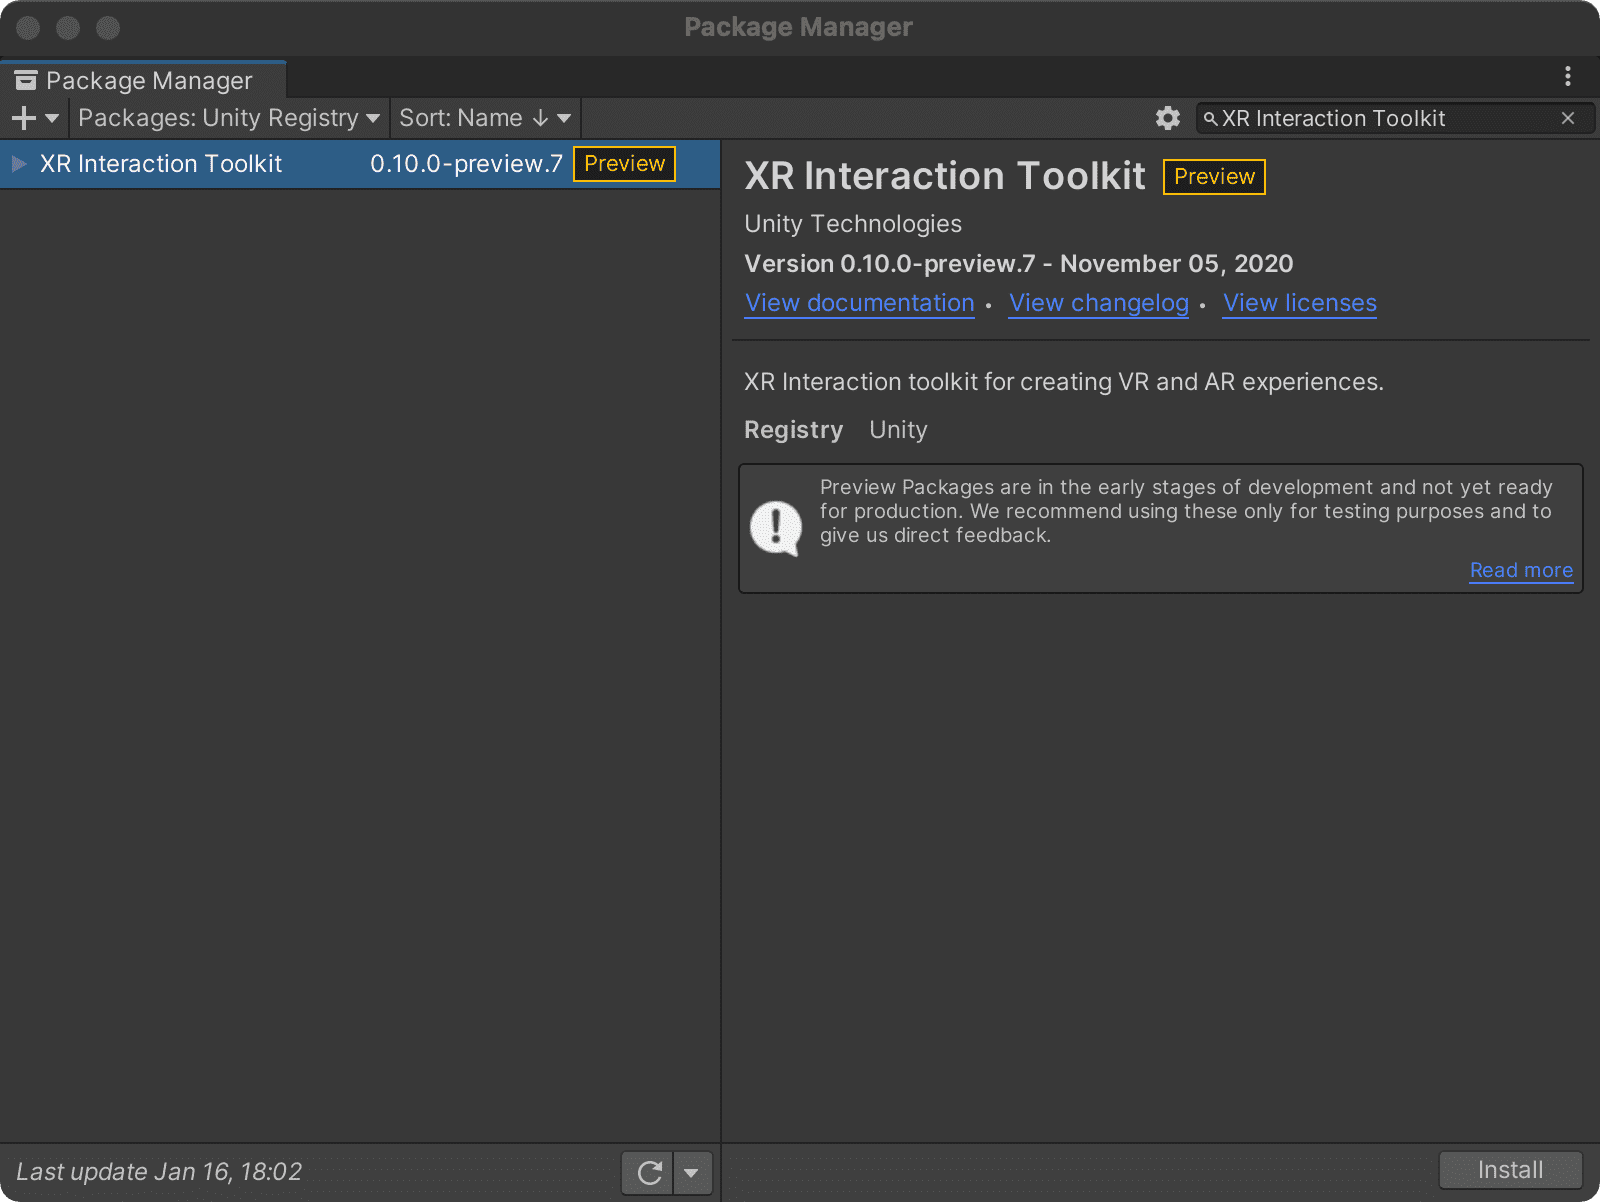 Package Manager
Package Manager
Packages: Unity Registry
Sort: Name ↓
XR Interaction Toolkit
XR Interaction Toolkit 0.10.0-preview.7 Preview
XR Interaction Toolkit Preview
Unity Technologies
Version 0.10.0-preview.7 - November 05, 2020
View documentation • View changelog • View licenses
XR Interaction toolkit for creating VR and AR experiences.
Registry Unity
Preview Packages are in the early stages of development and not yet ready
for production. We recommend using these only for testing purposes and to
give us direct feedback.
Read more
Last update Jan 16, 18:02
Install